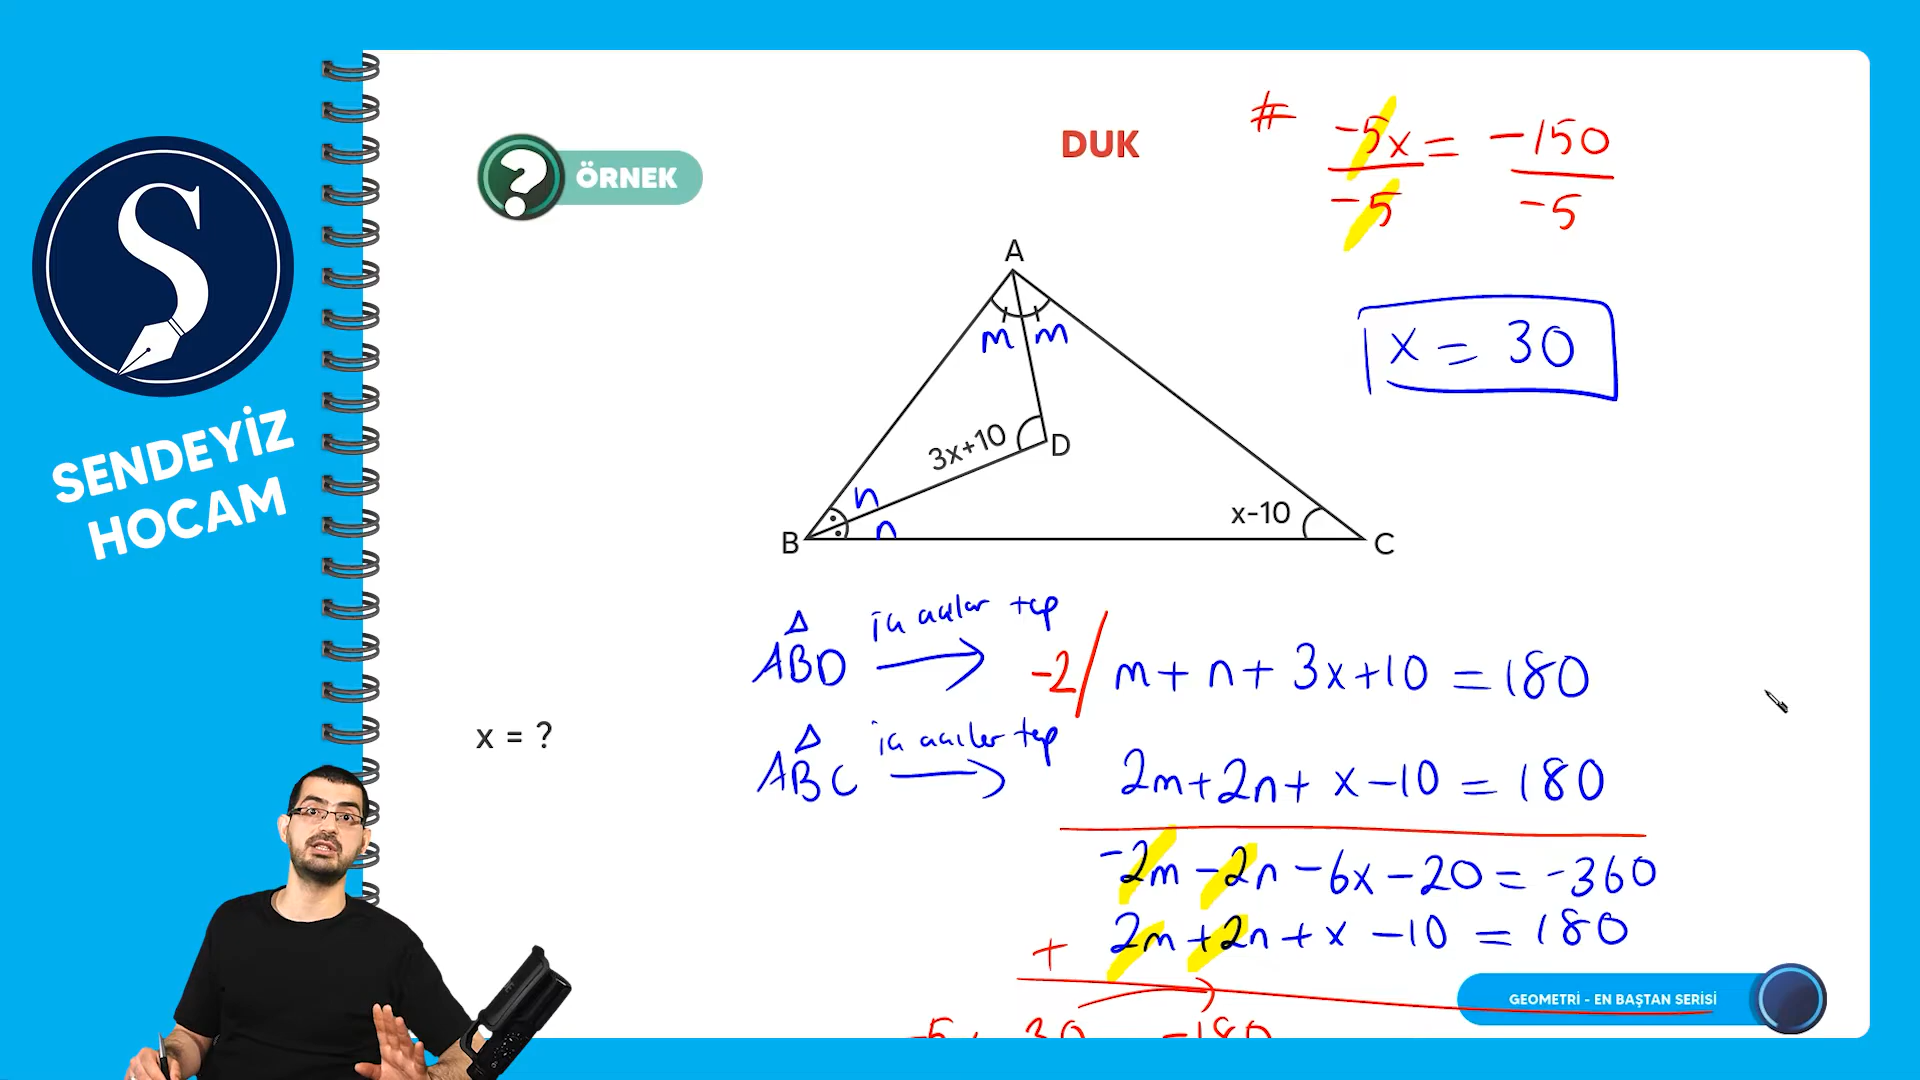 SENDEYİZ
HOCAM
?
ÖRNEK
DUK
# -5x = -150
-5 -5
x = 30
A
m m
3x+10
D
n
n
x-10
B
C
x = ?
ABD iç açılar top -2/ m + n + 3x+10 = 180
ABC iç açılar top 2m+2n+ x-10 = 180
-2m -2n -6x -20 = -360
+ 2m +2n + x -10 = 180
GEOMETRİ - EN BAŞTAN SERİSİ
30 -180